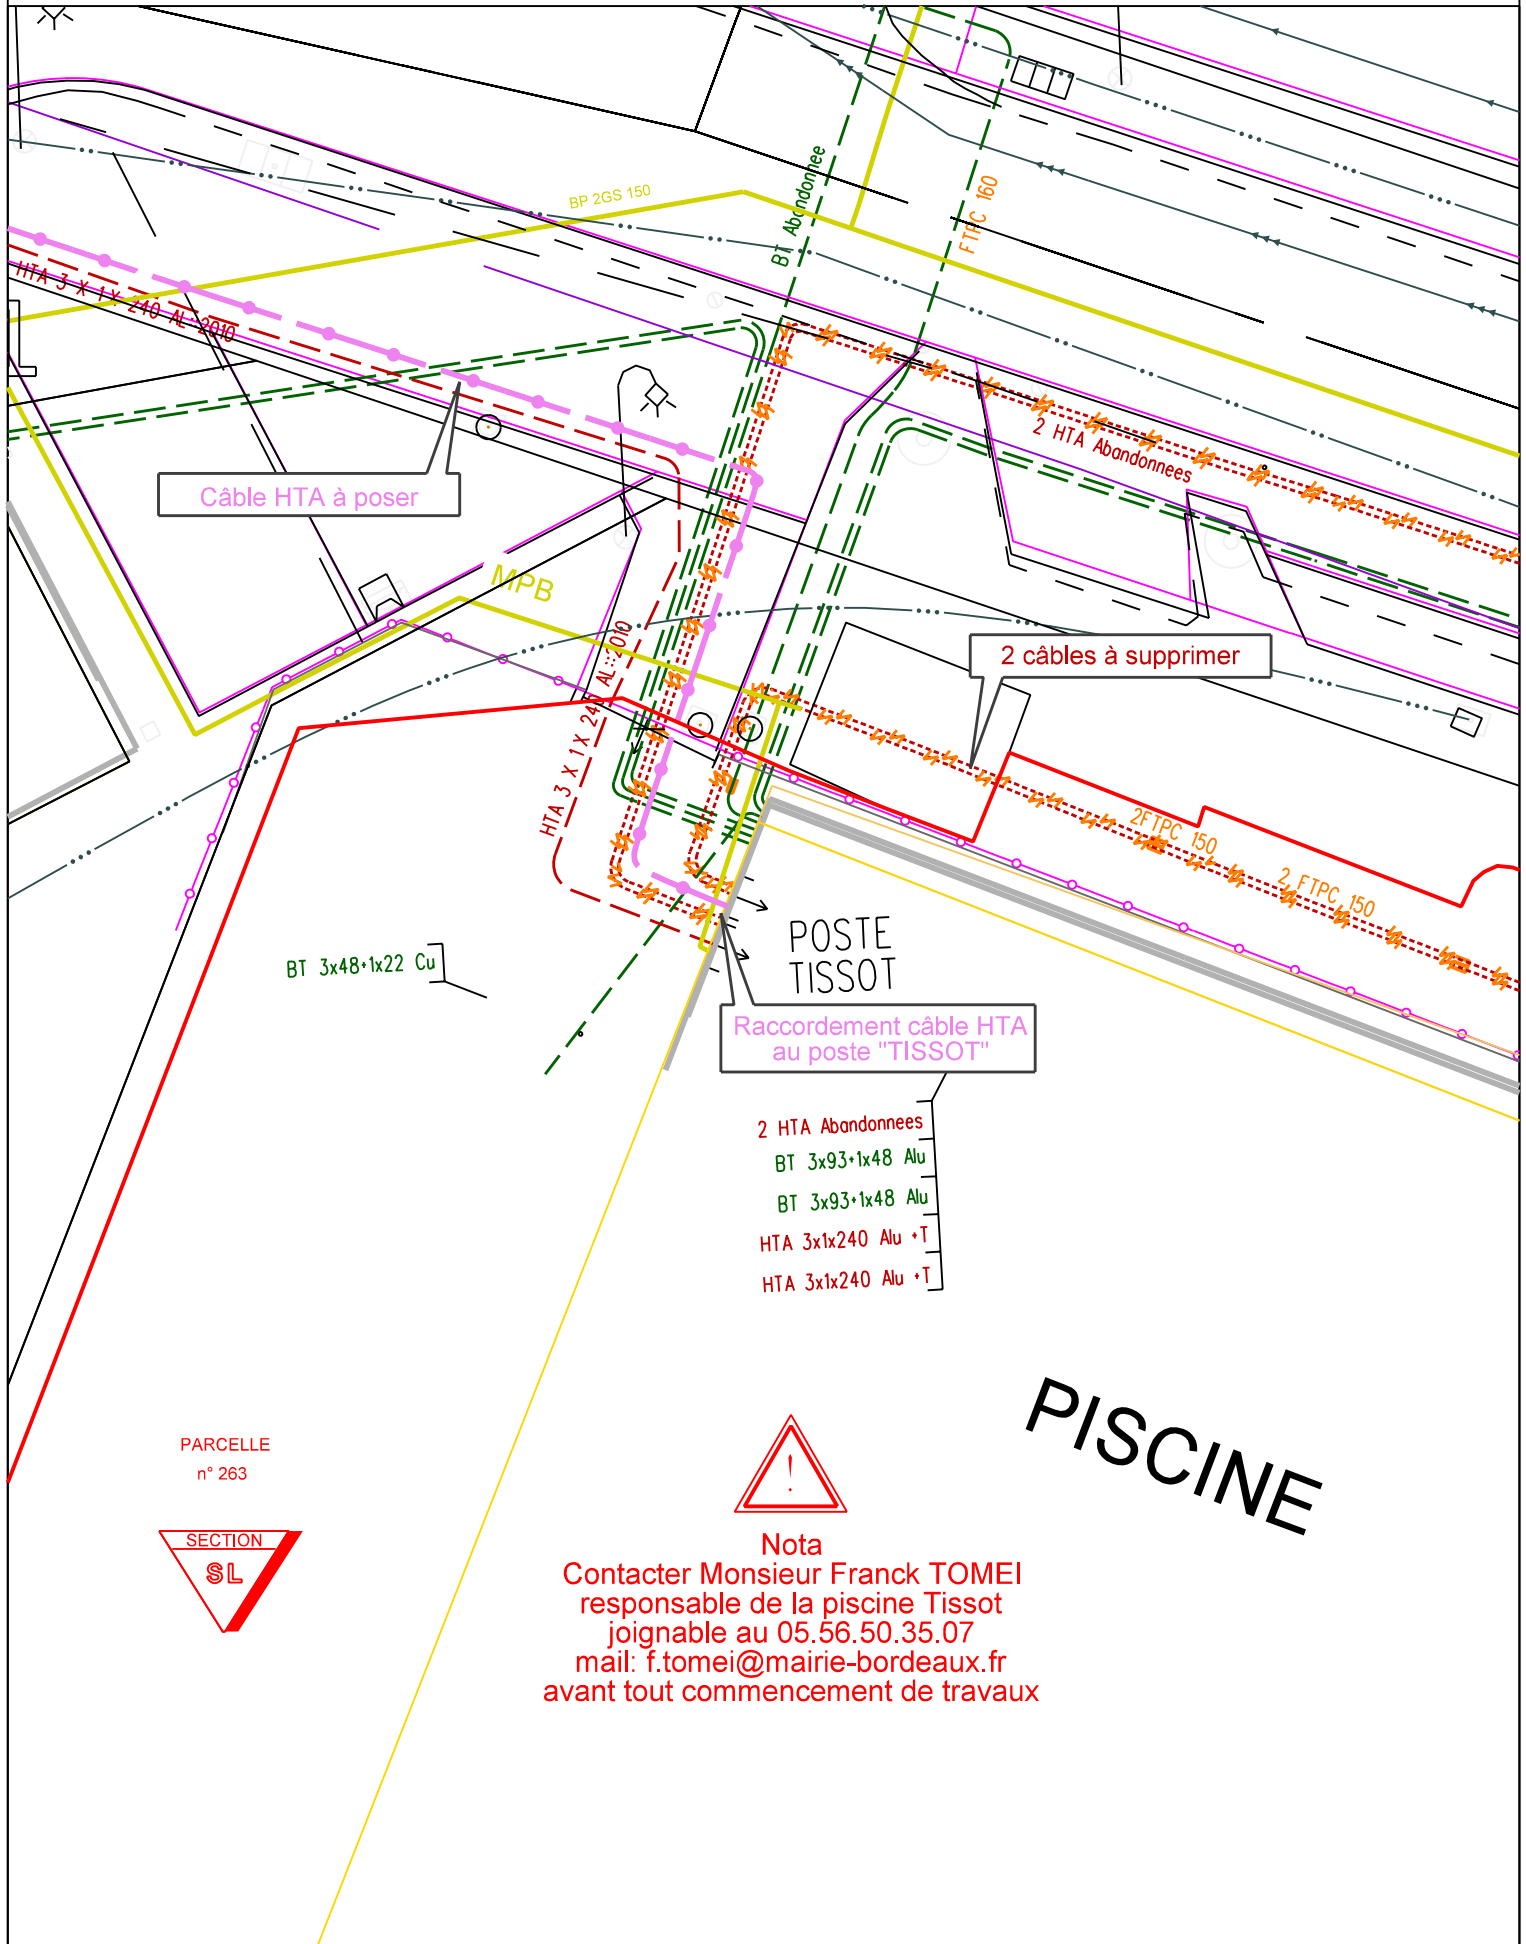 BT Abandonnee
FTPC 160
BP 2GS 150
HTA 3 X 1 X 240 AL::2010
2 HTA Abandonnees
Câble HTA à poser
MPB
HTA 3 X 1 X 240 AL::2010
2 câbles à supprimer
2FTPC 150
2 FTPC 150
POSTE
TISSOT
BT 3x48+1x22 Cu
Raccordement câble HTA
au poste "TISSOT"
2 HTA Abandonnees
BT 3x93+1x48 Alu
BT 3x93+1x48 Alu
HTA 3x1x240 Alu +T
HTA 3x1x240 Alu +T
PISCINE
PARCELLE
n° 263
SECTION
SL
!
Nota
Contacter Monsieur Franck TOMEI
responsable de la piscine Tissot
joignable au 05.56.50.35.07
mail: f.tomei@mairie-bordeaux.fr
avant tout commencement de travaux